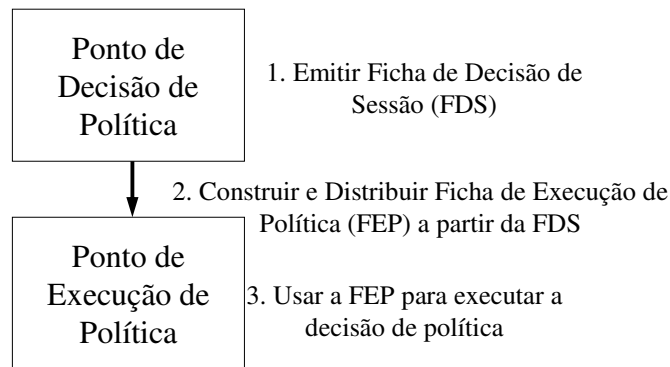 Ponto de
Decisão de
Política
1. Emitir Ficha de Decisão de
Sessão (FDS)
2. Construir e Distribuir Ficha de Execução de
Política (FEP) a partir da FDS
Ponto de
Execução de
Política
3. Usar a FEP para executar a
decisão de política